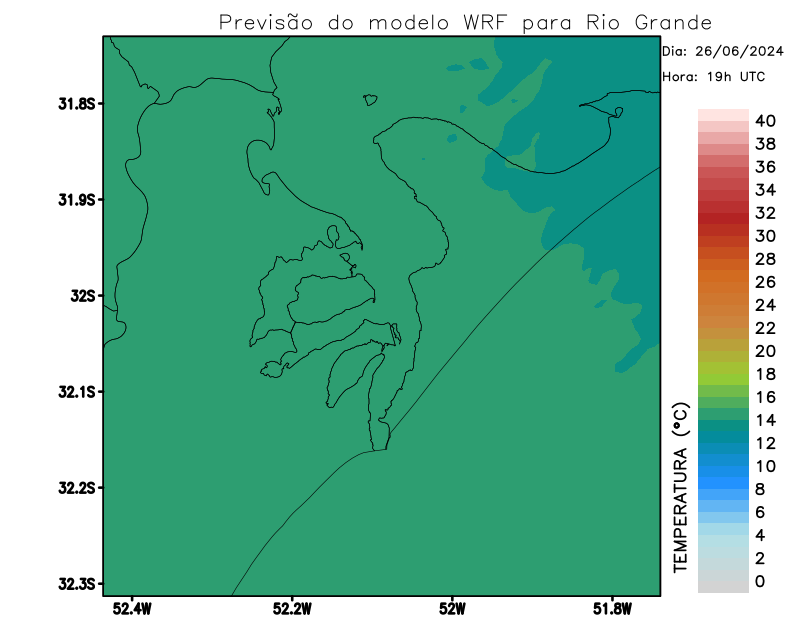 Previsão do modelo WRF para Rio Grande
Dia: 26/06/2024
Hora: 19h UTC
31.8S
31.9S
32S
32.1S
32.2S
32.3S
52.4W
52.2W
52W
51.8W
TEMPERATURA (°C)
40
38
36
34
32
30
28
26
24
22
20
18
16
14
12
10
8
6
4
2
0